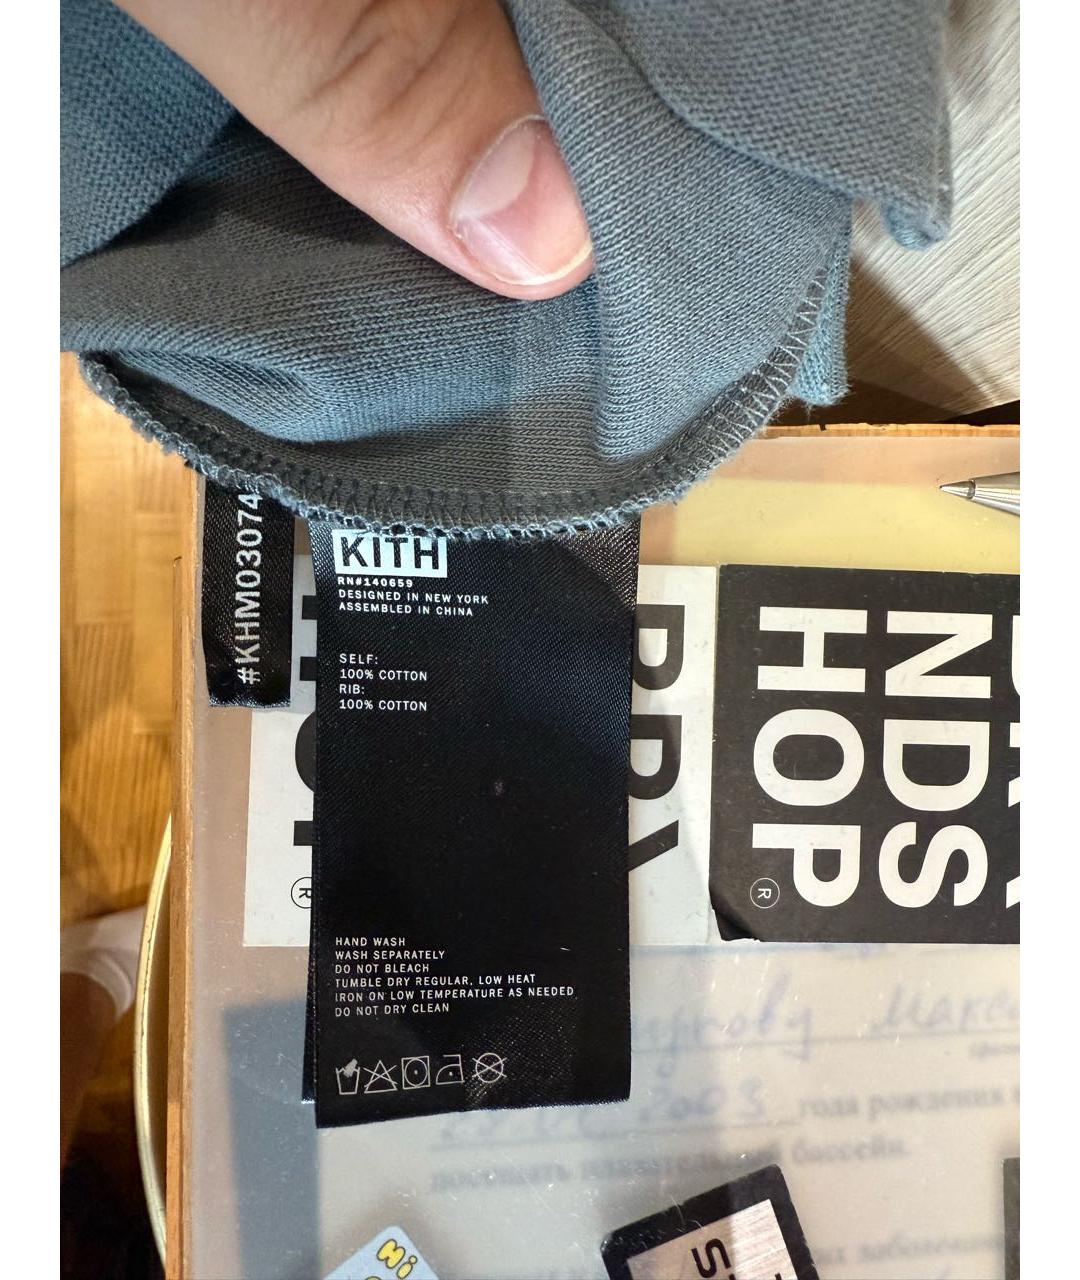 #KHM03074
KITH
RN#140659
DESIGNED IN NEW YORK
ASSEMBLED IN CHINA
SELF:
100% COTTON
RIB:
100% COTTON
HAND WASH
WASH SEPARATELY
DO NOT BLEACH
TUMBLE DRY REGULAR, LOW HEAT
IRON ON LOW TEMPERATURE AS NEEDED
DO NOT DRY CLEAN
NDS
HOP
®
®
2003 года рождения
посещать плавательный бассейн.
Hi